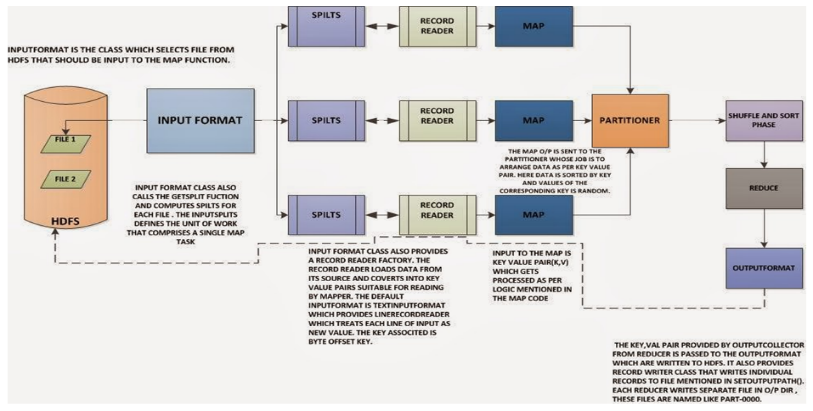 SPILTS
RECORD
READER
MAP
INPUTFORMAT IS THE CLASS WHICH SELECTS FILE FROM
HDFS THAT SHOULD BE INPUT TO THE MAP FUNCTION.
FILE 1
FILE 2
HDFS
INPUT FORMAT
SPILTS
RECORD
READER
MAP
PARTITIONER
SHUFFLE AND SORT
PHASE
THE MAP O/P IS SENT TO THE
PARTITIONER WHOSE JOB IS TO
ARRANGE DATA AS PER KEY VALUE
PAIR. HERE DATA IS SORTED BY KEY
AND VALUES OF THE
CORRESPONDING KEY IS RANDOM.
REDUCE
INPUT FORMAT CLASS ALSO
CALLS THE GETSPLIT FUCTION
AND COMPUTES SPILTS FOR
EACH FILE . THE INPUTSPLITS
DEFINES THE UNIT OF WORK
THAT COMPRISES A SINGLE MAP
TASK
SPILTS
RECORD
READER
MAP
OUTPUTFORMAT
INPUT FORMAT CLASS ALSO PROVIDES
A RECORD READER FACTORY. THE
RECORD READER LOADS DATA FROM
ITS SOURCE AND COVERTS INTO KEY
VALUE PAIRS SUITABLE FOR READING
BY MAPPER. THE DEFAULT
INPUTFORMAT IS TEXTINPUTFORMAT
WHICH PROVIDES LINERECORDREADER
WHICH TREATS EACH LINE OF INPUT AS
NEW VALUE. THE KEY ASSOCITED IS
BYTE OFFSET KEY.
INPUT TO THE MAP IS
KEY VALUE PAIR(K,V)
WHICH GETS
PROCESSED AS PER
LOGIC MENTIONED IN
THE MAP CODE
THE KEY,VAL PAIR PROVIDED BY OUTPUTCOLLECTOR
FROM REDUCER IS PASSED TO THE OUTPUTFORMAT
WHICH ARE WRITTEN TO HDFS. IT ALSO PROVIDES
RECORD WRITER CLASS THAT WRITES INDIVIDUAL
RECORDS TO FILE MENTIONED IN SETOUTPUTPATH().
EACH REDUCER WRITES SEPARATE FILE IN O/P DIR ,
THESE FILES ARE NAMED LIKE PART-0000.